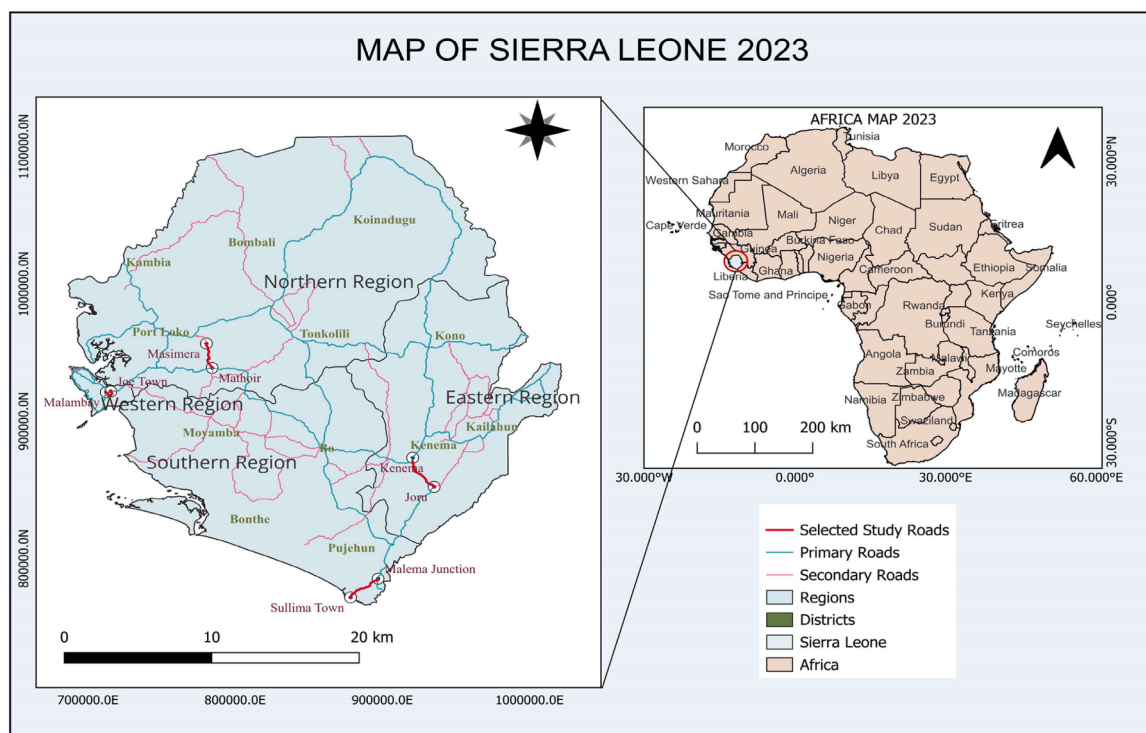 MAP OF SIERRA LEONE 2023
1100000.0N
1000000.0N
900000.0N
800000.0N
Koinadugu
Bombali
Kambia
Northern Region
Port Loko
Tonkolili
Kono
Masimera
Mathoir
Joe Town
Malambay
Western Region
Eastern Region
Moyamba
Kailahun
Bo
Kenema
Southern Region
Kenema
Joru
Bonthe
Pujehun
Malema Junction
Sullima Town
0 10 20 km
700000.0E 800000.0E 900000.0E 1000000.0E
AFRICA MAP 2023
Tunisia
Morocco
Algeria
Libya
Egypt
Western Sahara
Mauritania
Mali
Niger
Cape Verde
Chad
Sudan
Eritrea
Gambia
Burkina Faso
Guinea
Nigeria
Ethiopia
Somalia
Liberia
Ghana
Cameroon
Sao Tome and Principe
Gabon
Rwanda
Kenya
Burundi
Tanzania
Seychelles
Angola
Malawi
Comoros
Zambia
Mayotte
Namibia
Zimbabwe
Madagascar
Swaziland
South Africa
0 100 200 km
30.000°N
0.000°
30.000°S
30.000°W 0.000°E 30.000°E 60.000°E
Selected Study Roads
Primary Roads
Secondary Roads
Regions
Districts
Sierra Leone
Africa